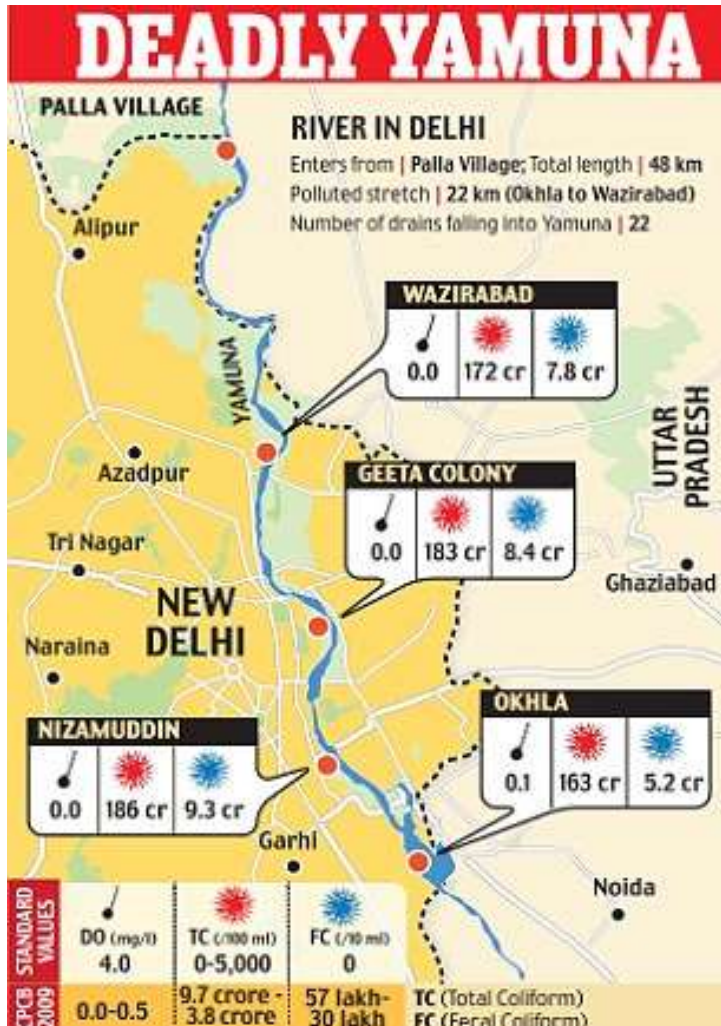 DEADLY YAMUNA
PALLA VILLAGE
RIVER IN DELHI
Enters from | Palla Village; Total length | 48 km
Polluted stretch | 22 km (Okhla to Wazirabad)
Number of drains falling into Yamuna | 22
Alipur
WAZIRABAD
0.0 172 cr 7.8 cr
YAMUNA
UTTAR
PRADESH
Azadpur
GEETA COLONY
0.0 183 cr 8.4 cr
Tri Nagar
Ghaziabad
NEW
DELHI
Naraina
OKHLA
0.1 163 cr 5.2 cr
NIZAMUDDIN
0.0 186 cr 9.3 cr
Garhi
Noida
STANDARD
VALUES
DO (mg/l) TC (/100 ml) FC (/10 ml)
4.0 0-5,000 0
CPCB
2009
0.0-0.5 9.7 crore - 57 lakh-
3.8 crore 30 lakh
TC (Total Coliform)
FC (Fecal Coliform)